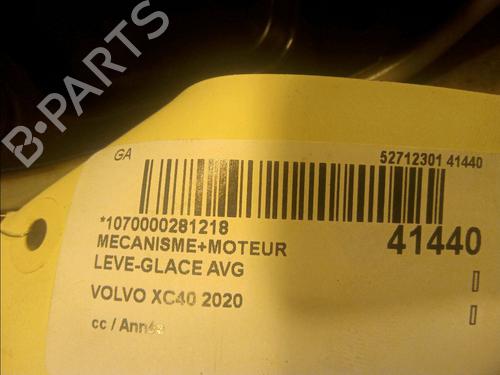 B-PARTS
GA
52712301 41440
*1070000281218
41440
MECANISME+MOTEUR
LEVE-GLACE AVG
VOLVO XC40 2020
cc / Année